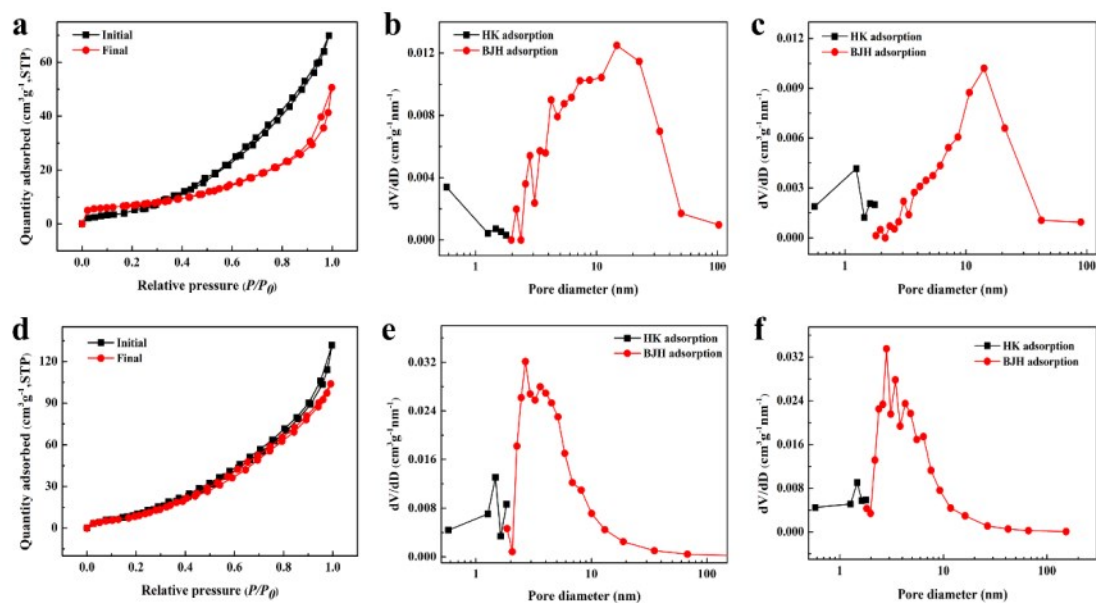 a
Initial
Final
Quantity adsorbed (cm³g⁻¹,STP)
60
40
20
0
0.0 0.2 0.4 0.6 0.8 1.0
Relative pressure (P/P₀)
b
HK adsorption
BJH adsorption
dV/dD (cm³g⁻¹nm⁻¹)
0.012
0.008
0.004
0.000
1 10 100
Pore diameter (nm)
c
HK adsorption
BJH adsorption
dV/dD (cm³g⁻¹nm⁻¹)
0.012
0.009
0.006
0.003
0.000
1 10 100
Pore diameter (nm)
d
Initial
Final
Quantity adsorbed (cm³g⁻¹,STP)
120
90
60
30
0
0.0 0.2 0.4 0.6 0.8 1.0
Relative pressure (P/P₀)
e
HK adsorption
BJH adsorption
dV/dD (cm³g⁻¹nm⁻¹)
0.032
0.024
0.016
0.008
0.000
1 10 100
Pore diameter (nm)
f
HK adsorption
BJH adsorption
dV/dD (cm³g⁻¹nm⁻¹)
0.032
0.024
0.016
0.008
0.000
1 10 100
Pore diameter (nm)